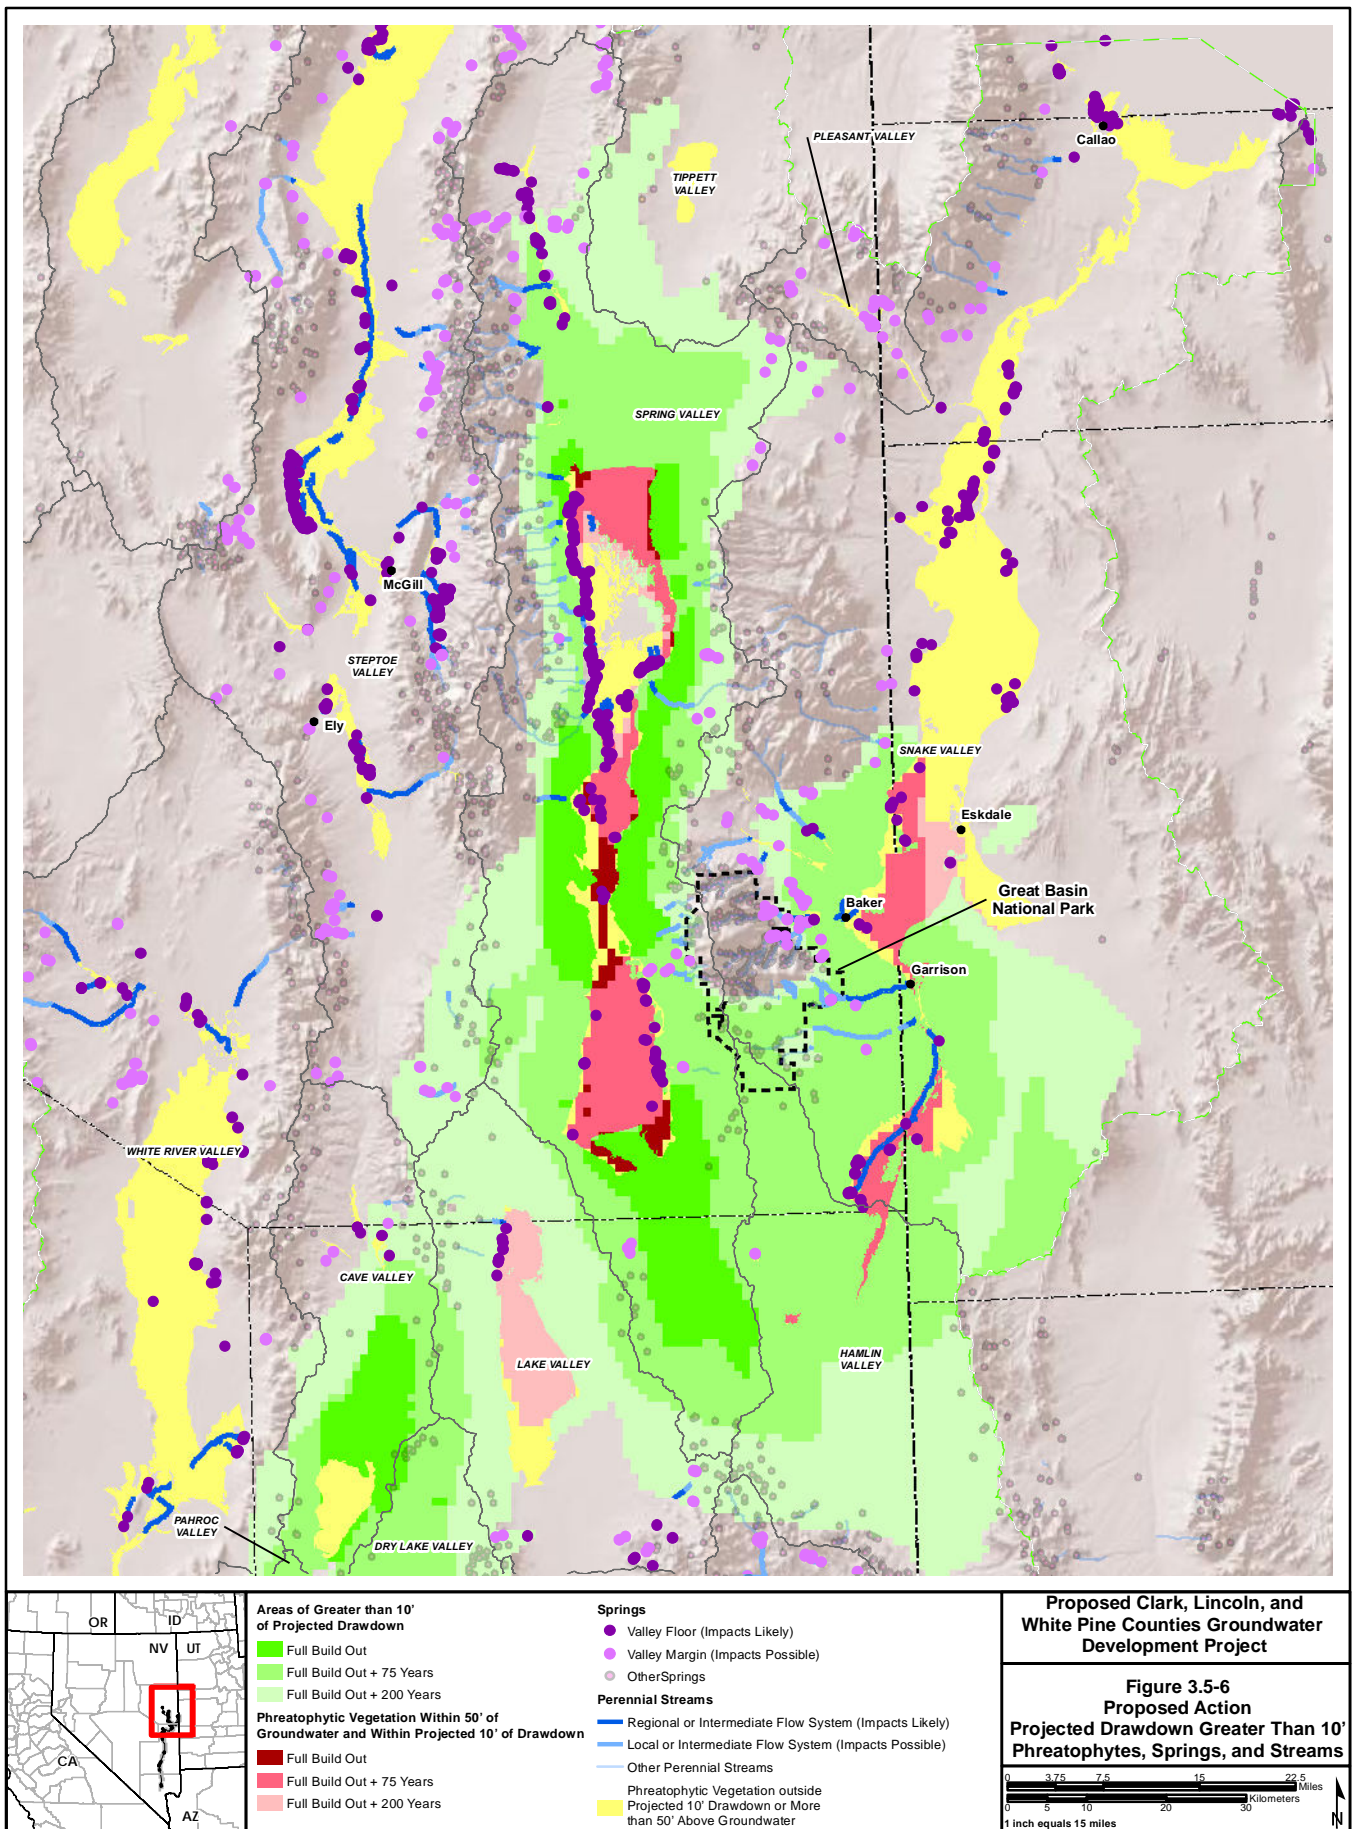 PLEASANT VALLEY
Callao
TIPPETT
VALLEY
SPRING VALLEY
McGill
STEPTOE
VALLEY
Ely
SNAKE VALLEY
Eskdale
Great Basin
National Park
Baker
Garrison
WHITE RIVER VALLEY
CAVE VALLEY
LAKE VALLEY
HAMLIN
VALLEY
PAHROC
VALLEY
DRY LAKE VALLEY
OR
ID
NV
UT
CA
AZ
Areas of Greater than 10'
of Projected Drawdown
Full Build Out
Full Build Out + 75 Years
Full Build Out + 200 Years
Phreatophytic Vegetation Within 50' of
Groundwater and Within Projected 10' of Drawdown
Full Build Out
Full Build Out + 75 Years
Full Build Out + 200 Years
Springs
Valley Floor (Impacts Likely)
Valley Margin (Impacts Possible)
OtherSprings
Perennial Streams
Regional or Intermediate Flow System (Impacts Likely)
Local or Intermediate Flow System (Impacts Possible)
Other Perennial Streams
Phreatophytic Vegetation outside
Projected 10' Drawdown or More
than 50' Above Groundwater
Proposed Clark, Lincoln, and
White Pine Counties Groundwater
Development Project
Figure 3.5-6
Proposed Action
Projected Drawdown Greater Than 10'
Phreatophytes, Springs, and Streams
0 3.75 7.5 15 22.5
Miles
Kilometers
0 5 10 20 30
1 inch equals 15 miles
N